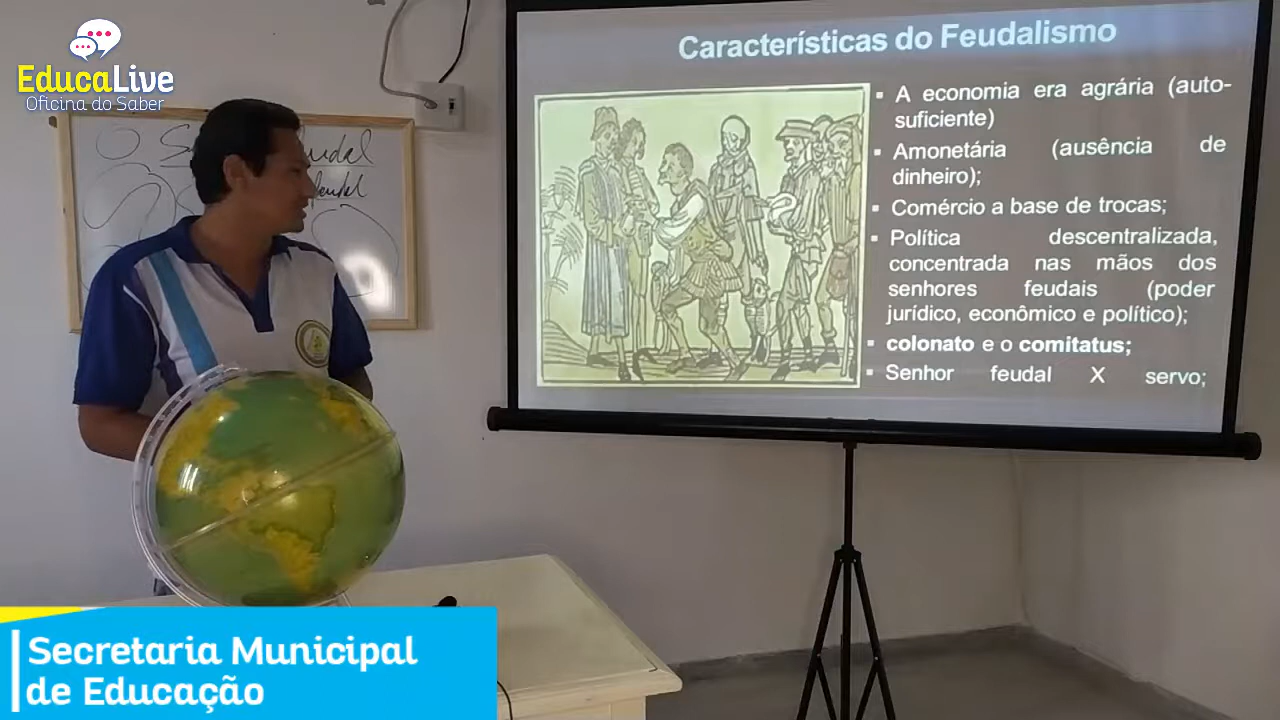 EducaLive
Oficina do Saber
Características do Feudalismo
▪ A economia era agrária (auto-
suficiente)
▪ Amonetária (ausência de
dinheiro);
▪ Comércio a base de trocas;
▪ Política descentralizada,
concentrada nas mãos dos
senhores feudais (poder
jurídico, econômico e político);
▪ colonato e o comitatus;
▪ Senhor feudal X servo;
Secretaria Municipal
de Educação